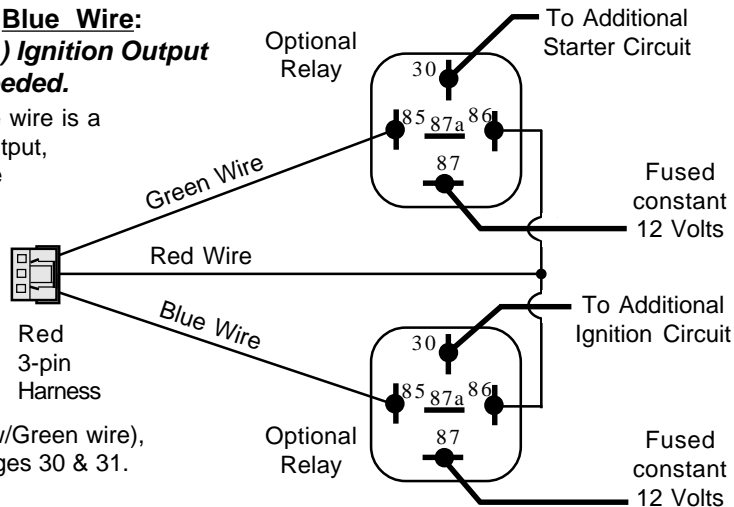 Blue Wire:
) Ignition Output
eded.
wire is a
tput,
Optional
Relay
To Additional
Starter Circuit
30
85
87a
86
87
Fused
constant
12 Volts
Green Wire
Red Wire
Blue Wire
Red
3-pin
Harness
To Additional
Ignition Circuit
30
85
87a
86
87
Optional
Relay
Fused
constant
12 Volts
w/Green wire),
ges 30 & 31.